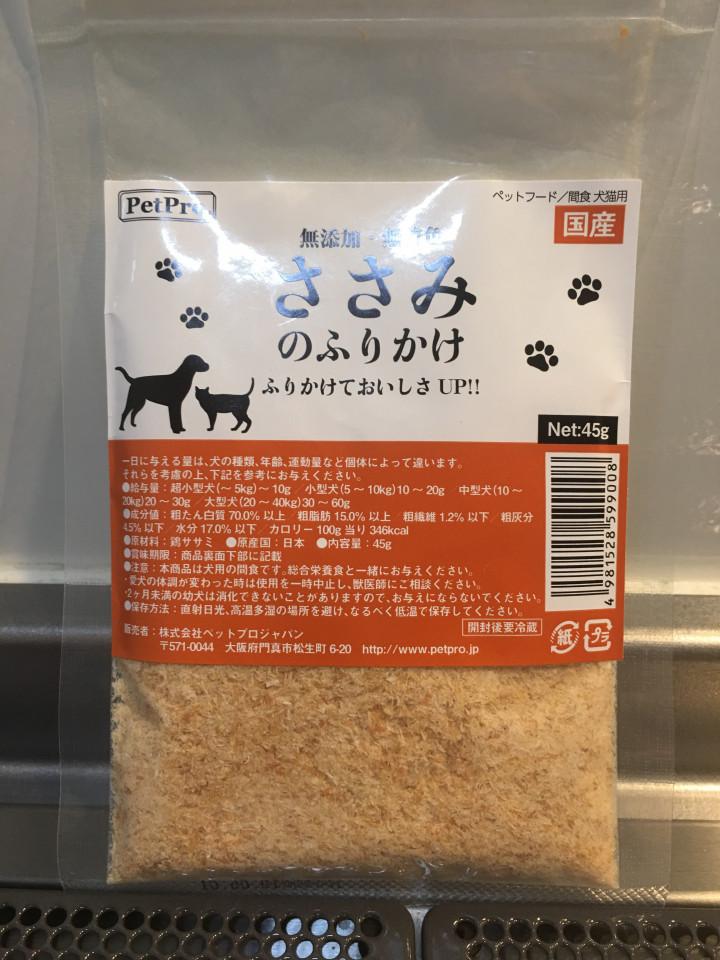 PetPro
ペットフード／間食 犬猫用
国産
無添加
ささみ
のふりかけ
ふりかけておいしさ UP!!
Net:45g
一日に与える量は、犬の種類、年齢、運動量など個体によって違います。
それらを考慮の上、下記を参考にお与えください。
●給与量：超小型犬(～5kg)～10g ／小型犬(5～10kg)10～20g 中型犬(10～
20kg)20～30g／大型犬(20～40kg)30～60g
●成分値：粗たん白質 70.0% 以上／粗脂肪 15.0% 以上／粗繊維 1.2% 以下／粗灰分
4.5% 以下／水分 17.0% 以下／カロリー 100g 当り 346kcal
●原材料：鶏ササミ ●原産国：日本 ●内容量：45g
●賞味期限：商品裏面下部に記載
●注意：本商品は犬用の間食です。総合栄養食と一緒にお与えください。
・愛犬の体調が変わった時は使用を一時中止し、獣医師にご相談ください。
・2ヶ月未満の幼犬は消化できないことがありますので、お与えにならないでください。
●保存方法：直射日光、高温多湿の場所を避け、なるべく低温で保存してください。
開封後要冷蔵
販売者：株式会社ペットプロジャパン
〒571-0044 大阪府門真市松生町 6-20 http://www.petpro.jp
4 981528 599008
紙
プラ